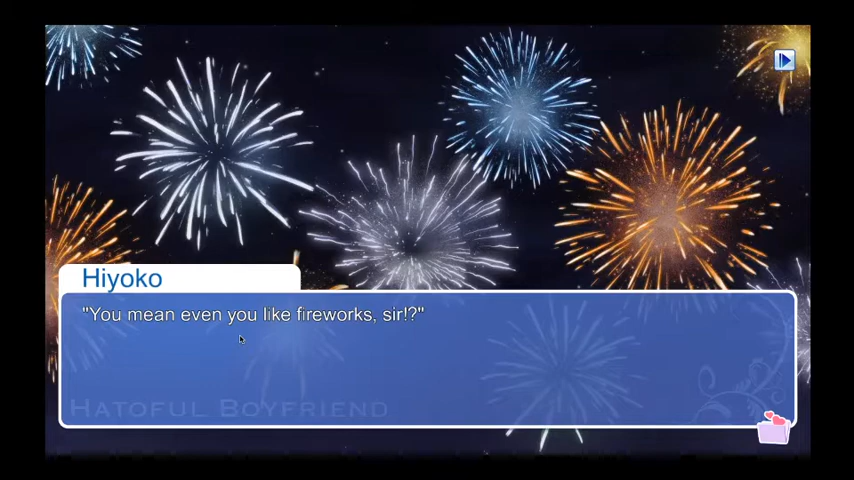 Hiyoko
"You mean even you like fireworks, sir!?"
HATOFUL BOYFRIEND